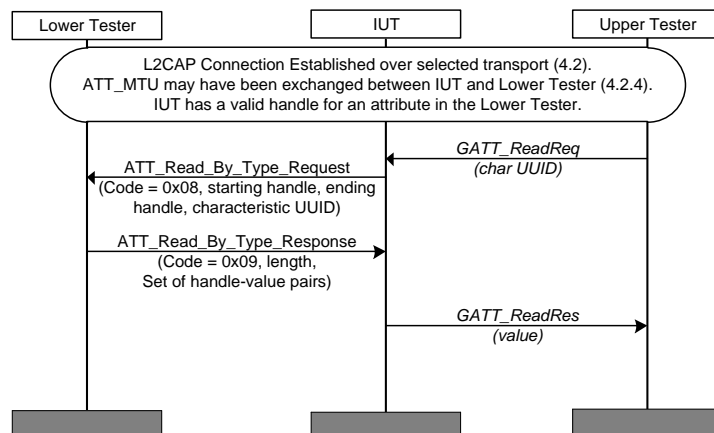 Lower Tester
IUT
Upper Tester
L2CAP Connection Established over selected transport (4.2).
ATT_MTU may have been exchanged between IUT and Lower Tester (4.2.4).
IUT has a valid handle for an attribute in the Lower Tester.
GATT_ReadReq
(char UUID)
ATT_Read_By_Type_Request
(Code = 0x08, starting handle, ending
handle, characteristic UUID)
ATT_Read_By_Type_Response
(Code = 0x09, length,
Set of handle-value pairs)
GATT_ReadRes
(value)